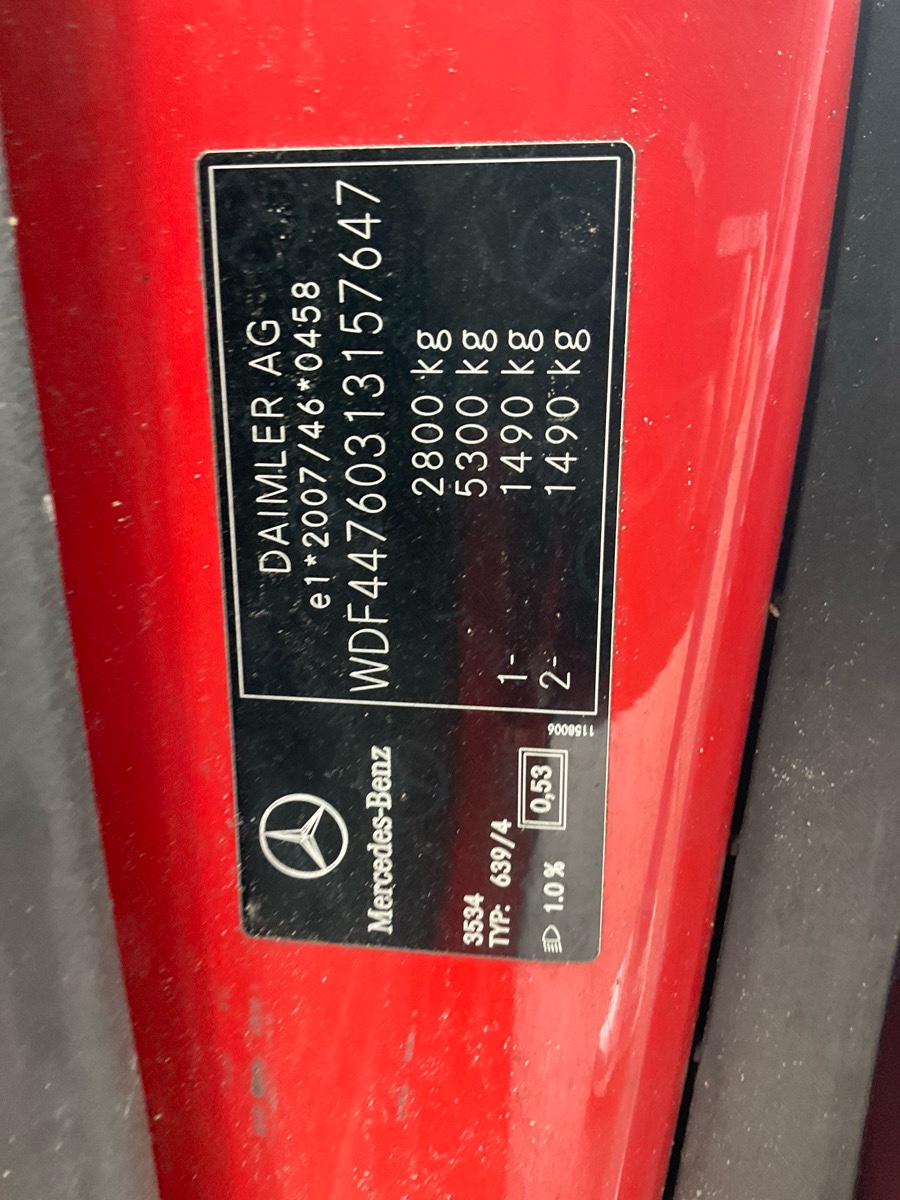 DAIMLER AG
e1*2007/46*0458
WDF44760313157647
2800 kg
5300 kg
1- 1490 kg
2- 1490 kg
Mercedes-Benz
3534
TYP: 639/4
1.0 %
0,53
1158006